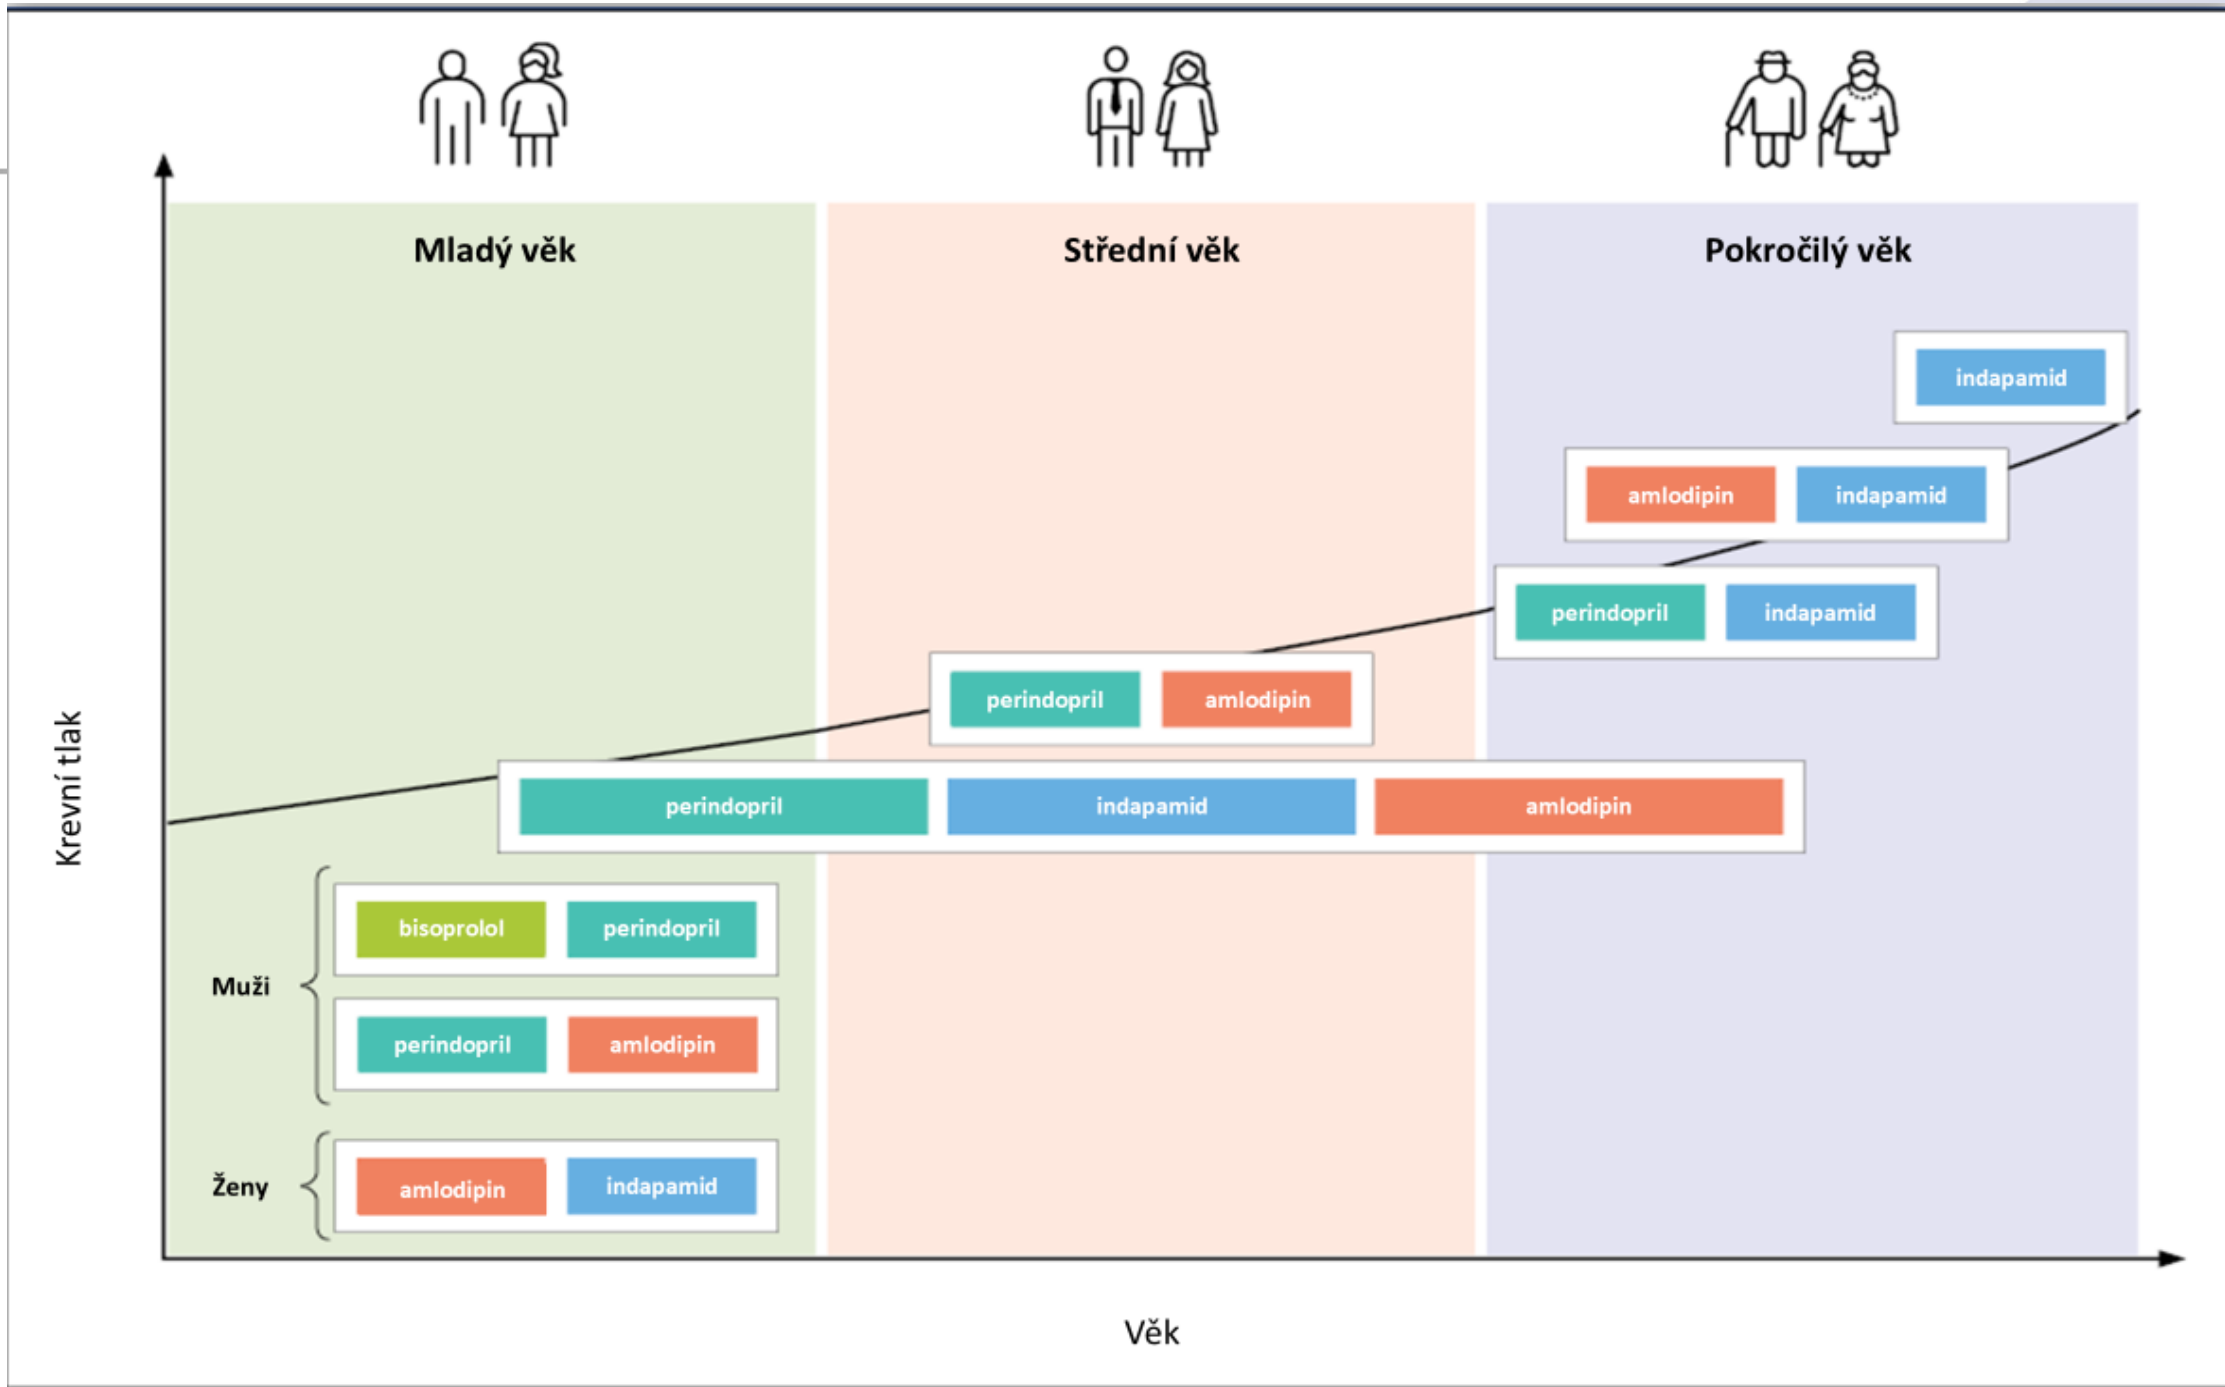 Mladý věk
Střední věk
Pokročilý věk
indapamid
amlodipin indapamid
perindopril indapamid
perindopril amlodipin
perindopril indapamid amlodipin
Krevní tlak
Muži
bisoprolol perindopril
perindopril amlodipin
Ženy
amlodipin indapamid
Věk